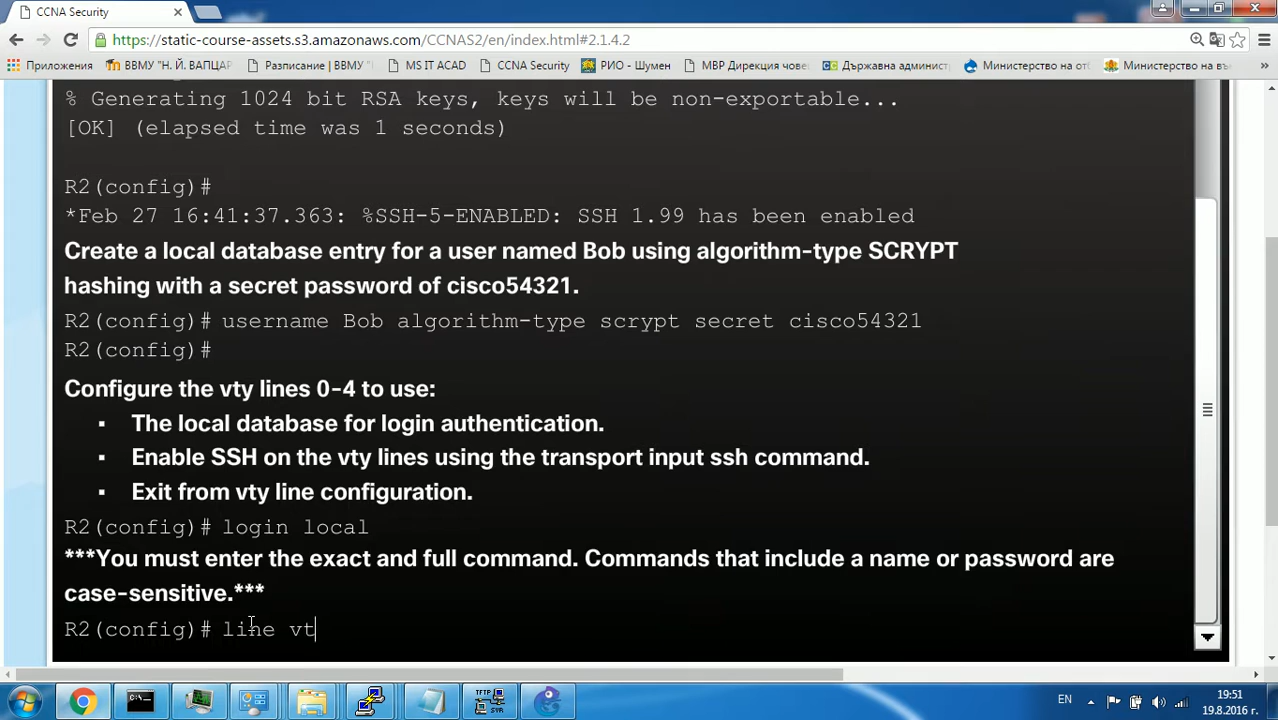 CCNA Security
https://static-course-assets.s3.amazonaws.com/CCNAS2/en/index.html#2.1.4.2
Приложения ВВМУ "Н. Й. ВАПЦАР Разписание | ВВМУ " MS IT ACAD CCNA Security РИО - Шумен МВР Дирекция човеш Държавна админист Министерство на отб Министерство на въ »
% Generating 1024 bit RSA keys, keys will be non-exportable...
[OK] (elapsed time was 1 seconds)
R2(config)#
*Feb 27 16:41:37.363: %SSH-5-ENABLED: SSH 1.99 has been enabled
Create a local database entry for a user named Bob using algorithm-type SCRYPT
hashing with a secret password of cisco54321.
R2(config)# username Bob algorithm-type scrypt secret cisco54321
R2(config)#
Configure the vty lines 0-4 to use:
▪ The local database for login authentication.
▪ Enable SSH on the vty lines using the transport input ssh command.
▪ Exit from vty line configuration.
R2(config)# login local
***You must enter the exact and full command. Commands that include a name or password are
case-sensitive.***
R2(config)# line vt
EN 19:51
19.8.2016 г.